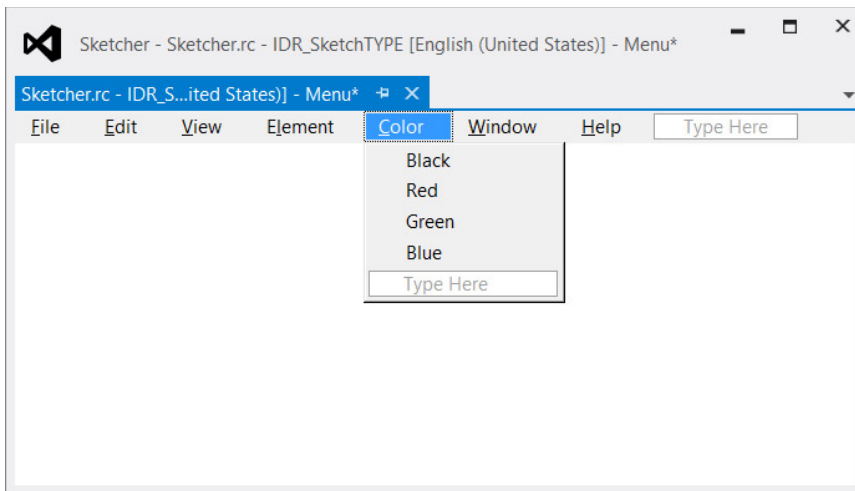 Sketcher - Sketcher.rc - IDR_SketchTYPE [English (United States)] - Menu*
Sketcher.rc - IDR_S...ited States)] - Menu*
File Edit View Element Color Window Help Type Here
Black
Red
Green
Blue
Type Here